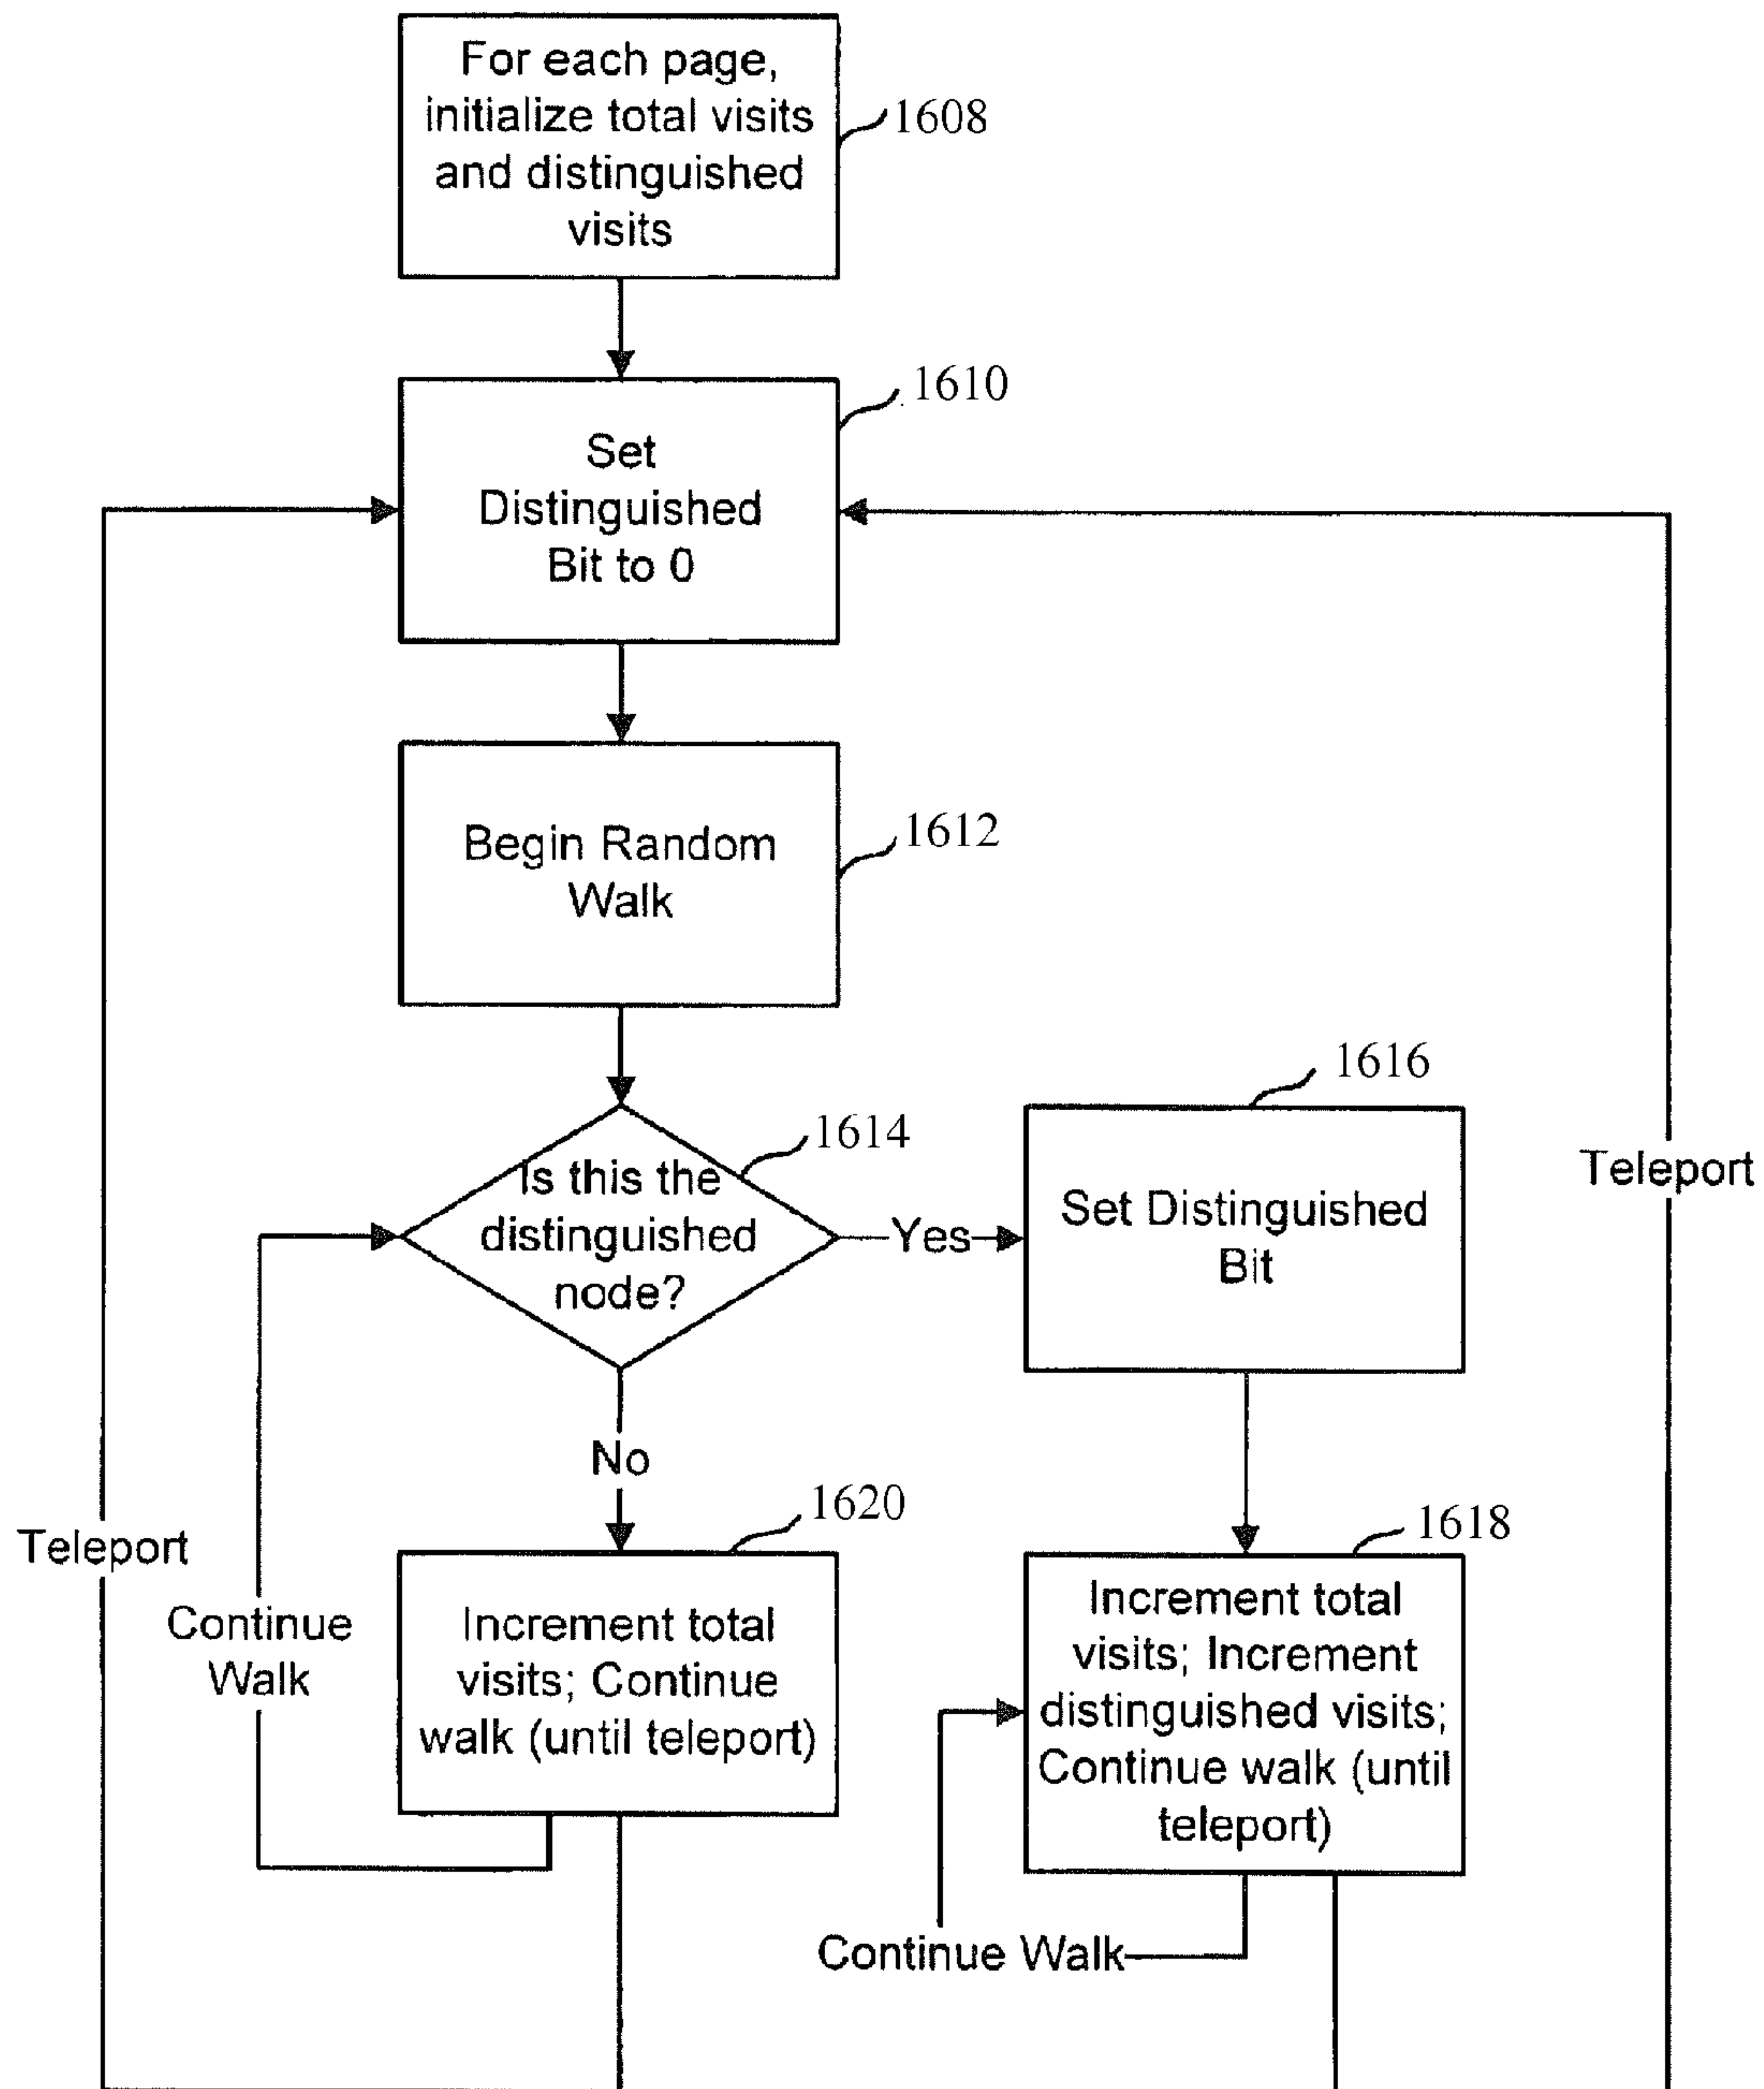 For each page,
initialize total visits
and distinguished
visits
1608
1610
Set
Distinguished
Bit to 0
Begin Random
Walk
1612
1614
Is this the
distinguished
node?
Yes
1616
Set Distinguished
Bit
Teleport
No
1620
Increment total
visits; Continue
walk (until teleport)
Continue
Walk
Teleport
1618
Increment total
visits; Increment
distinguished visits;
Continue walk (until
teleport)
Continue Walk